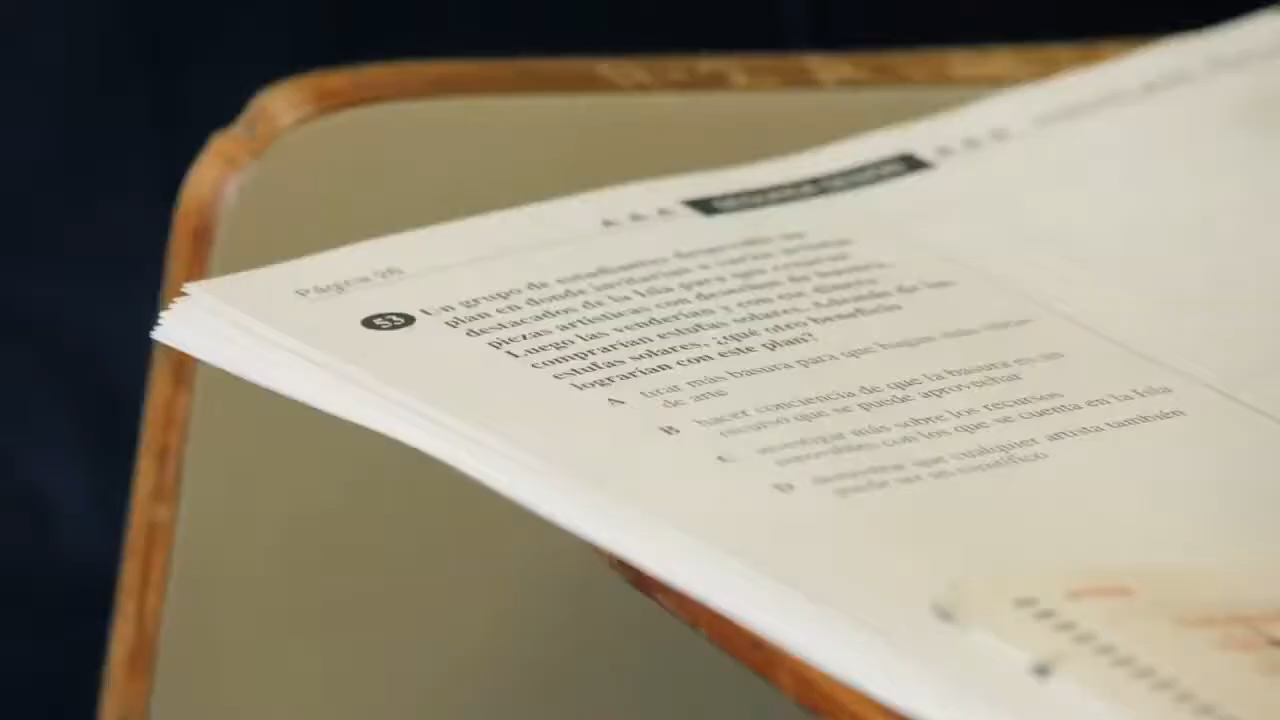 Página 26
53 Un grupo de estudiantes desarrolla un
plan en donde invitarían a varios artistas
destacados de la Isla para que crearan
piezas artísticas con desechos de basura.
Luego las venderían y con ese dinero
comprarían estufas solares. Además de las
estufas solares, ¿qué otro beneficio
lograrían con este plan?
A tirar más basura para que hagan más obras
de arte
B hacer conciencia de que la basura es un
recurso que se puede aprovechar
C investigar más sobre los recursos
renovables con los que se cuenta en la Isla
D demostrar que cualquier artista también
puede ser un científico